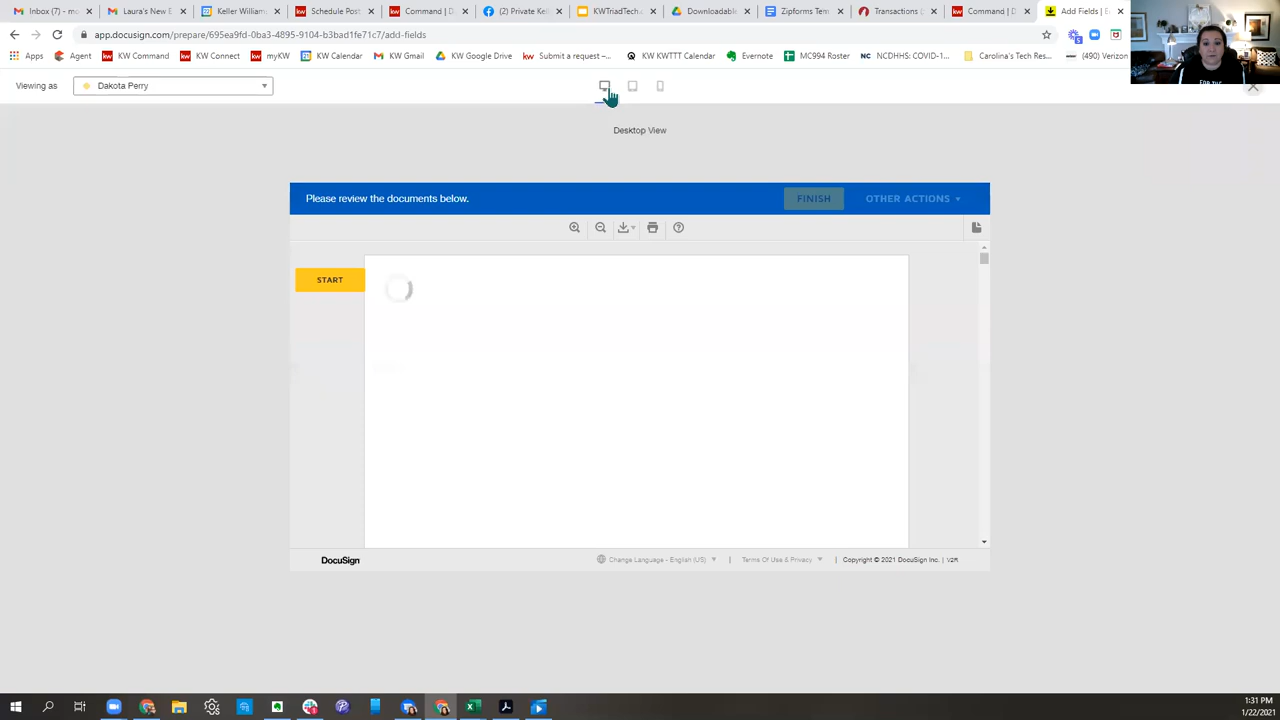 Inbox (7) - mo
Laura's New E
Keller William
Schedule Post
Command | D
(2) Private Ke
KWTriadTech.c
Downloadable
Zipforms Tem
Transactions (
Command | D
Add Fields | D
app.docusign.com/prepare/695ea9fd-0ba3-4895-9104-b3bab1fe71c7/add-fields
Apps
Agent
KW Command
KW Connect
myKW
KW Calendar
KW Gmail
KW Google Drive
Submit a request –...
KW KWTTT Calendar
Evernote
MC994 Roster
NCDHHS: COVID-1...
Carolina's Tech Res...
(490) Verizon
Viewing as
Dakota Perry
Desktop View
Please review the documents below.
FINISH
OTHER ACTIONS
START
DocuSign
Change Language - English (US)
|
Terms Of Use & Privacy
|
Copyright © 2021 DocuSign Inc. | V2R
1:31 PM
1/22/2021